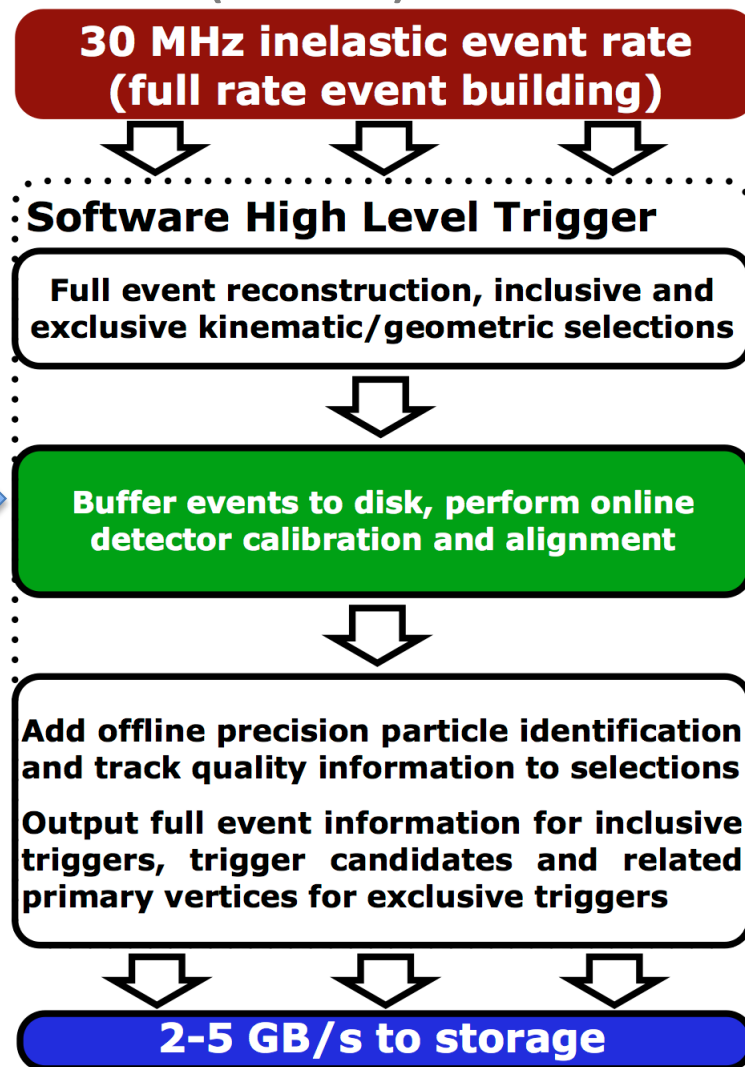 30 MHz inelastic event rate
(full rate event building)
Software High Level Trigger
Full event reconstruction, inclusive and
exclusive kinematic/geometric selections
Buffer events to disk, perform online
detector calibration and alignment
Add offline precision particle identification
and track quality information to selections
Output full event information for inclusive
triggers, trigger candidates and related
primary vertices for exclusive triggers
2-5 GB/s to storage